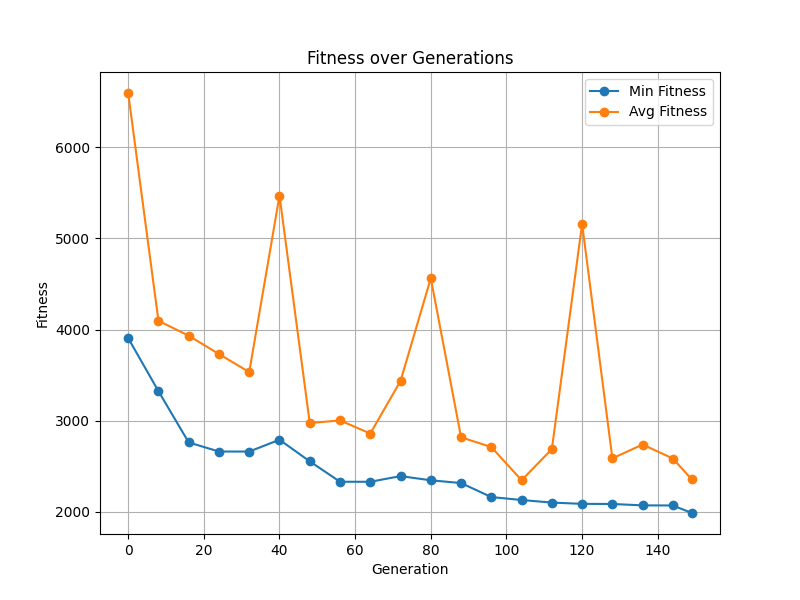 Fitness over Generations
Min Fitness
Avg Fitness
6000
5000
4000
3000
2000
Fitness
0 20 40 60 80 100 120 140
Generation